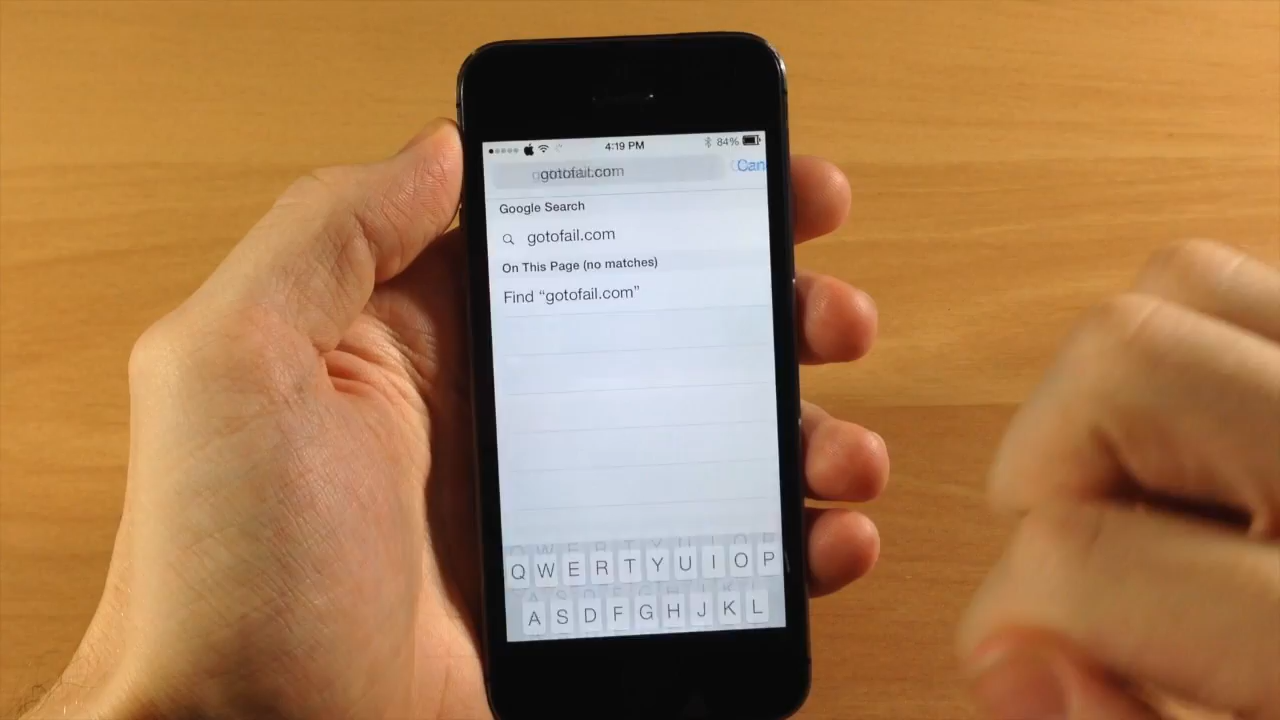 4:19 PM 84%
gotofail.com Can
Google Search
gotofail.com
On This Page (no matches)
Find “gotofail.com”
Q W E R T Y U I O P
A S D F G H J K L